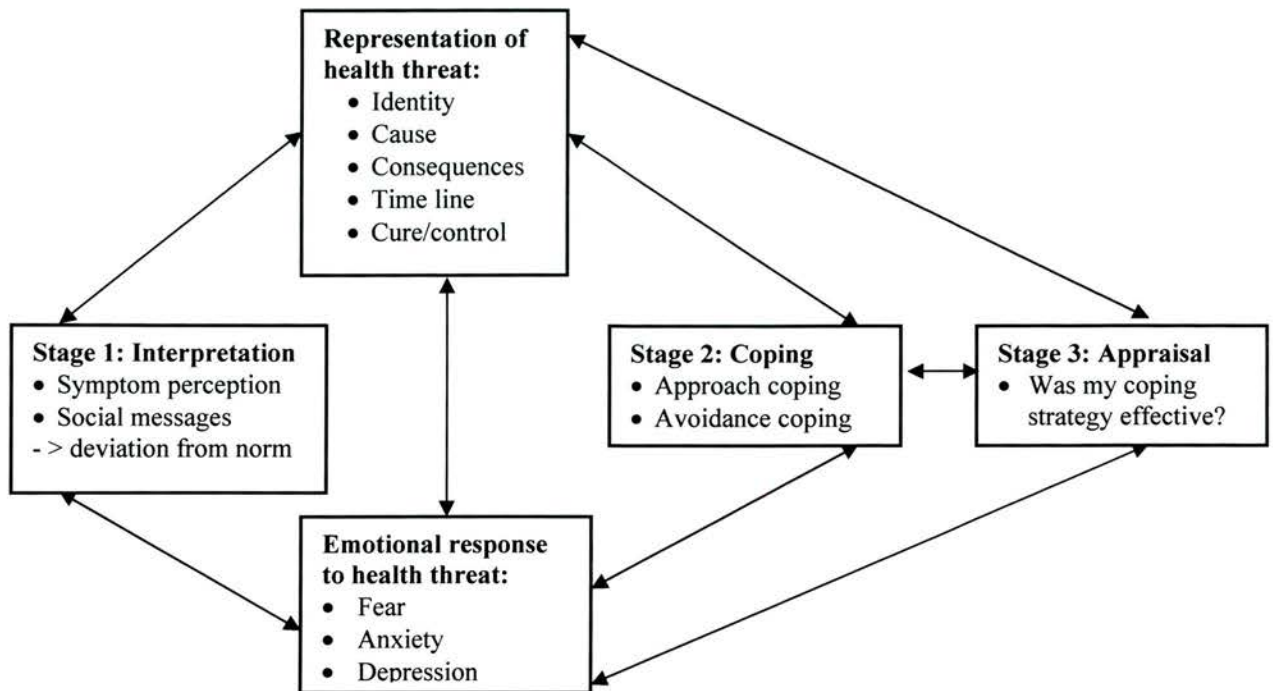 Representation of
health threat:
• Identity
• Cause
• Consequences
• Time line
• Cure/control
Stage 1: Interpretation
• Symptom perception
• Social messages
- > deviation from norm
Stage 2: Coping
• Approach coping
• Avoidance coping
Stage 3: Appraisal
• Was my coping
strategy effective?
Emotional response
to health threat:
• Fear
• Anxiety
• Depression